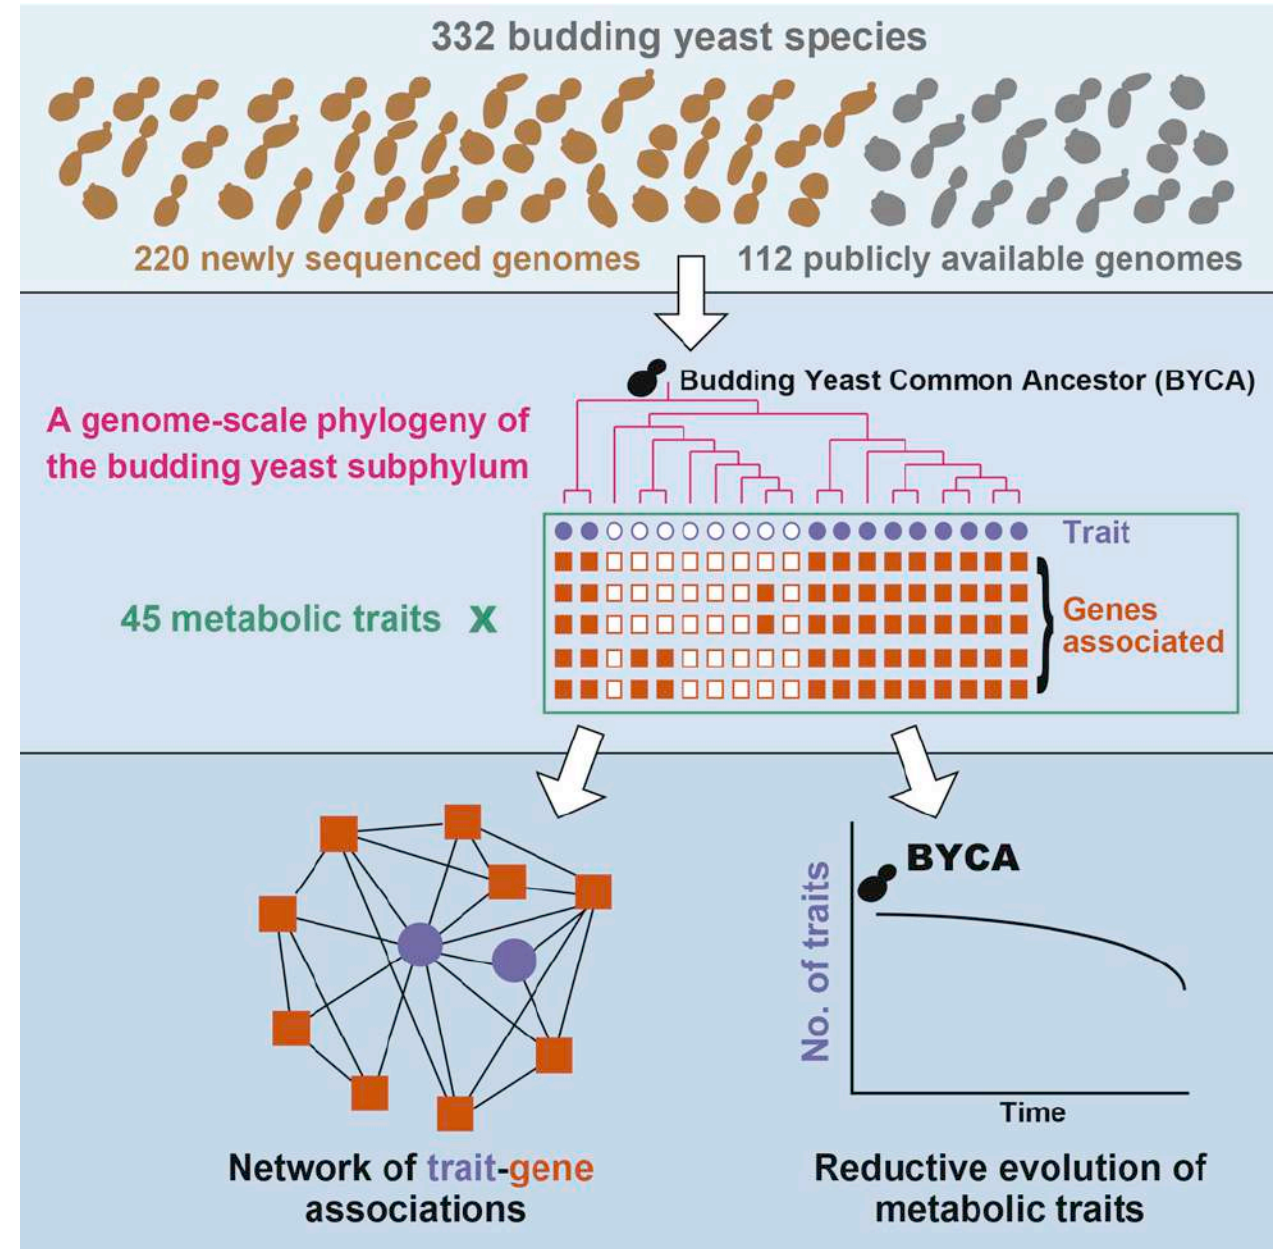 332 budding yeast species
220 newly sequenced genomes
112 publicly available genomes
Budding Yeast Common Ancestor (BYCA)
A genome-scale phylogeny of
the budding yeast subphylum
Trait
45 metabolic traits X
Genes
associated
BYCA
No. of traits
Time
Network of trait-gene
associations
Reductive evolution of
metabolic traits